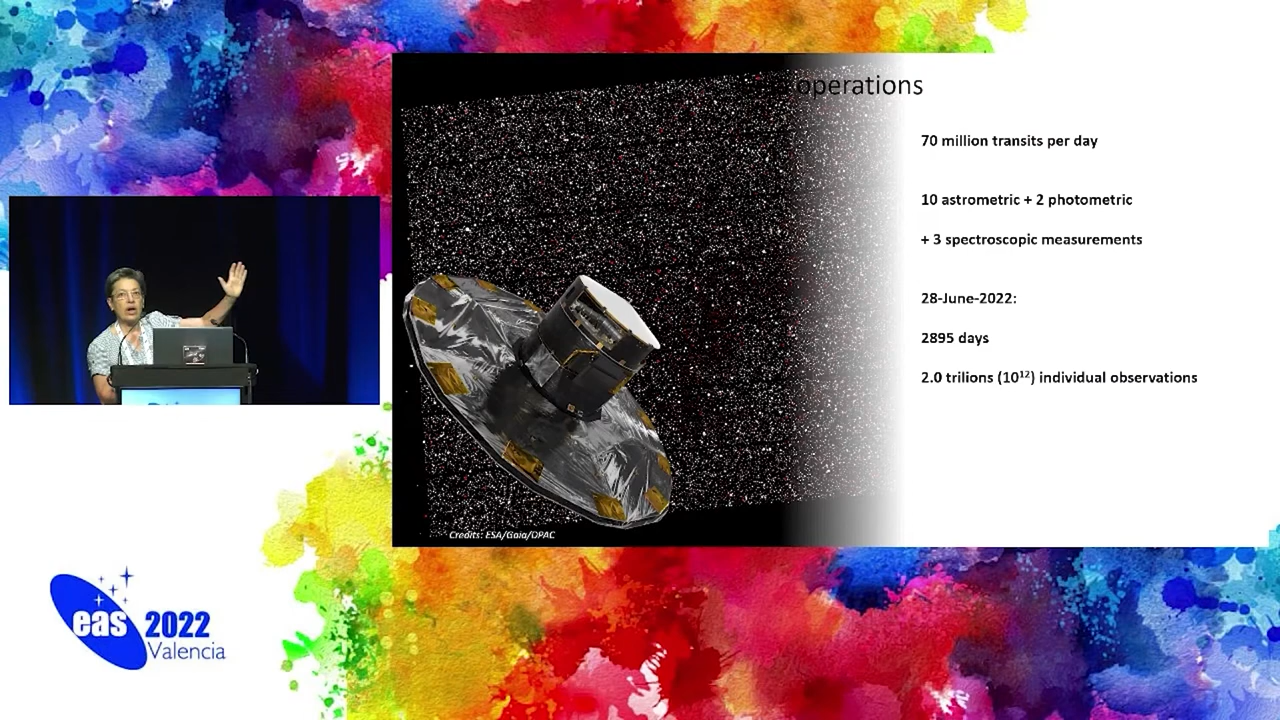 operations
70 million transits per day
10 astrometric + 2 photometric
+ 3 spectroscopic measurements
28-June-2022:
2895 days
2.0 trilions (10¹²) individual observations
Credits: ESA/Gaia/DPAC
eas 2022
Valencia